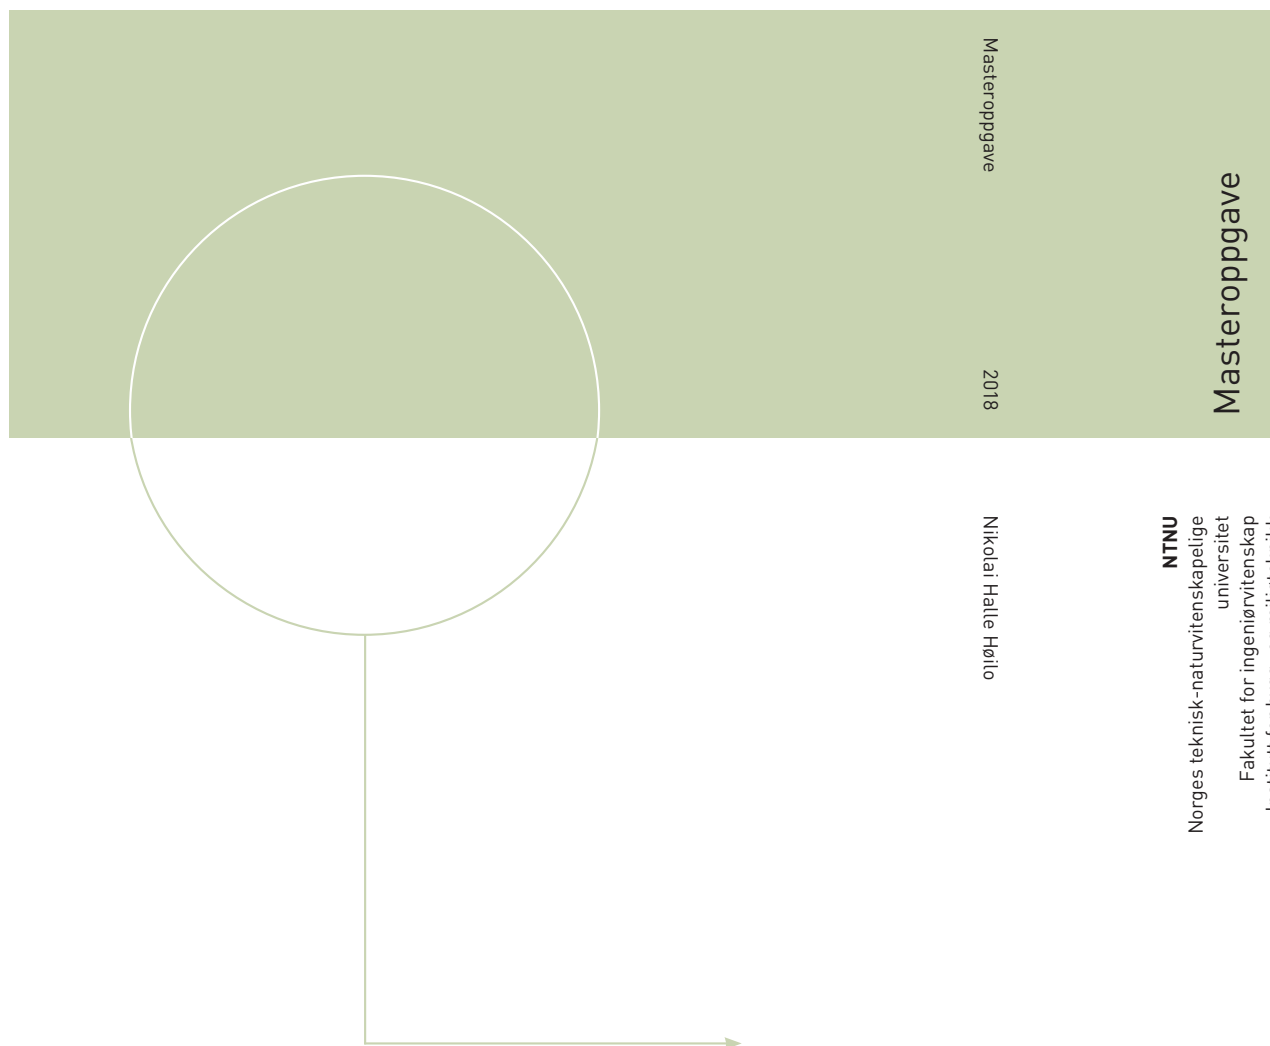 Masteroppgave
2018
Nikolai Halle Høilo
Masteroppgave
NTNU
Norges teknisk-naturvitenskapelige
universitet
Fakultet for ingeniørvitenskap